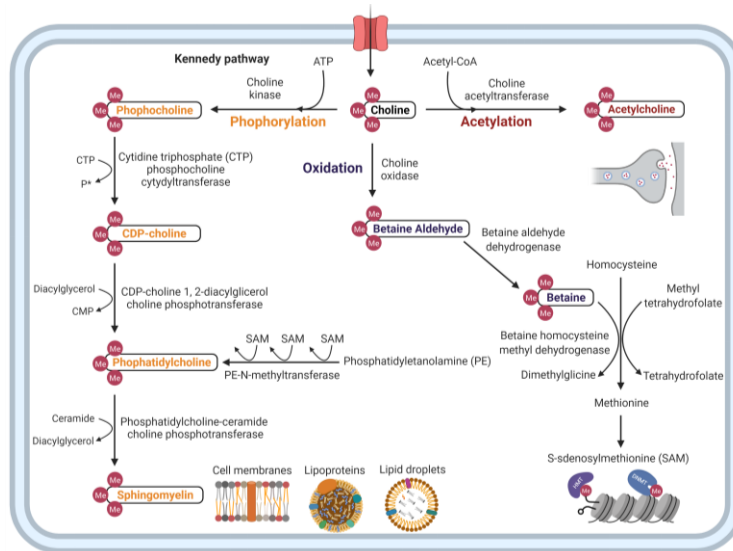 Kennedy pathway
ATP
Acetyl-CoA
Choline
kinase
Choline
acetyltransferase
Me
Me
Me
Phophocholine
Phophorylation
Me
Me
Me
Choline
Acetylation
Me
Me
Me
Acetylcholine
CTP
P*
Cytidine triphosphate (CTP)
phosphocholine
cytydyltransferase
Oxidation
Choline
oxidase
Me
Me
Me
CDP-choline
Me
Me
Me
Betaine Aldehyde
Betaine aldehyde
dehydrogenase
Homocysteine
Diacylglycerol
CMP
CDP-choline 1, 2-diacylglicerol
choline phosphotransferase
Me
Me
Me
Betaine
Methyl
tetrahydrofolate
SAM
SAM
SAM
Betaine homocysteine
methyl dehydrogenase
Me
Me
Me
Phophatidylcholine
Phosphatidyletanolamine (PE)
PE-N-methyltransferase
Dimethylglicine
Tetrahydrofolate
Methionine
Ceramide
Diacylglycerol
Phosphatidylcholine-ceramide
choline phosphotransferase
S-sdenosylmethionine (SAM)
Cell membranes
Lipoproteins
Lipid droplets
Me
Me
Me
Sphingomyelin
HMT
Me
DNMT
Me